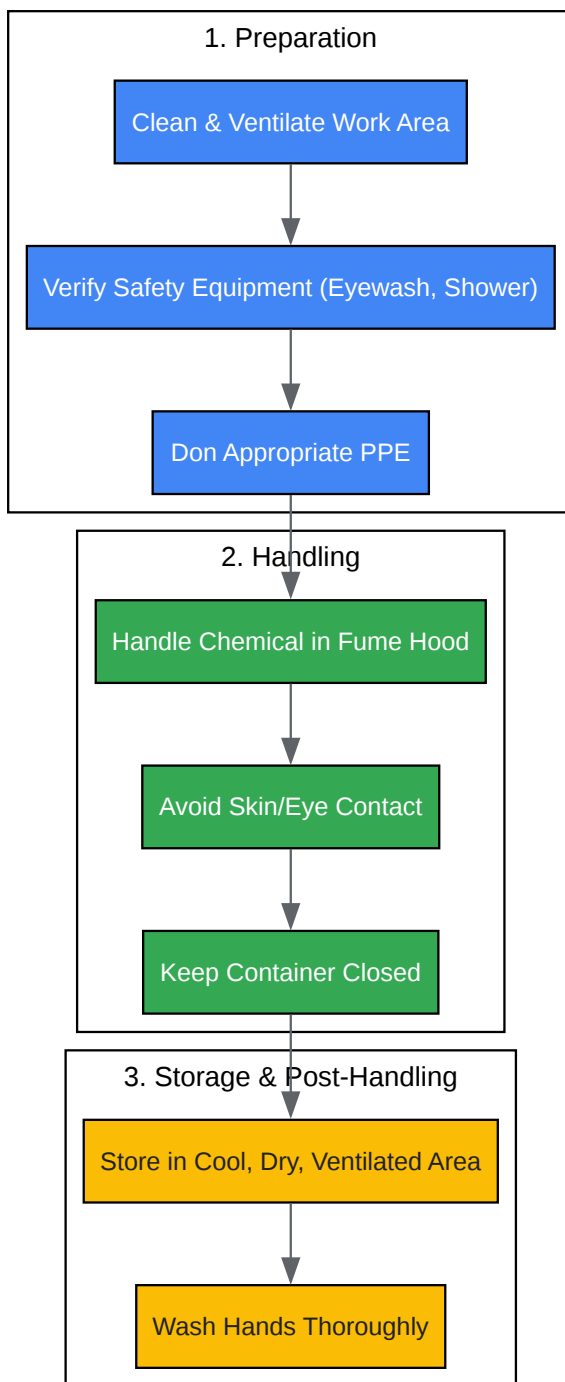 1. Preparation
Clean & Ventilate Work Area
Verify Safety Equipment (Eyewash, Shower)
Don Appropriate PPE
2. Handling
Handle Chemical in Fume Hood
Avoid Skin/Eye Contact
Keep Container Closed
3. Storage & Post-Handling
Store in Cool, Dry, Ventilated Area
Wash Hands Thoroughly